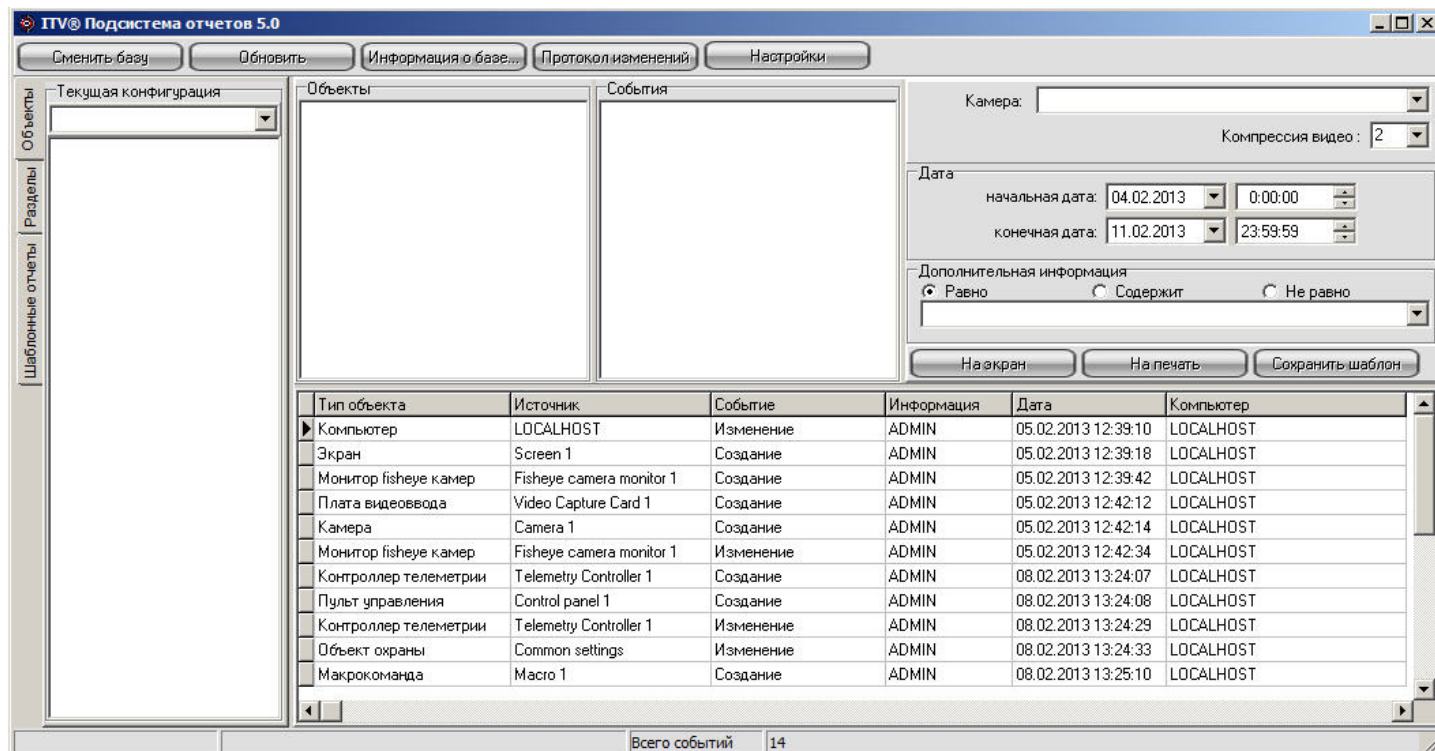 ITV® Подсистема отчетов 5.0
Сменить базу Обновить Информация о базе... Протокол изменений Настройки
Объекты
Разделы
Шаблонные отчеты
Текущая конфигурация
Объекты События
Камера:
Компрессия видео : 2
Дата
начальная дата: 04.02.2013 0:00:00
конечная дата: 11.02.2013 23:59:59
Дополнительная информация
Равно Содержит Не равно
На экран На печать Сохранить шаблон
Тип объекта Источник Событие Информация Дата Компьютер
Компьютер LOCALHOST Изменение ADMIN 05.02.2013 12:39:10 LOCALHOST
Экран Screen 1 Создание ADMIN 05.02.2013 12:39:18 LOCALHOST
Монитор fisheye камер Fisheye camera monitor 1 Создание ADMIN 05.02.2013 12:39:42 LOCALHOST
Плата видеоввода Video Capture Card 1 Создание ADMIN 05.02.2013 12:42:12 LOCALHOST
Камера Camera 1 Создание ADMIN 05.02.2013 12:42:14 LOCALHOST
Монитор fisheye камер Fisheye camera monitor 1 Изменение ADMIN 05.02.2013 12:42:34 LOCALHOST
Контроллер телеметрии Telemetry Controller 1 Создание ADMIN 08.02.2013 13:24:07 LOCALHOST
Пульт управления Control panel 1 Создание ADMIN 08.02.2013 13:24:08 LOCALHOST
Контроллер телеметрии Telemetry Controller 1 Изменение ADMIN 08.02.2013 13:24:29 LOCALHOST
Объект охраны Common settings Изменение ADMIN 08.02.2013 13:24:33 LOCALHOST
Макрокоманда Macro 1 Создание ADMIN 08.02.2013 13:25:10 LOCALHOST
Всего событий 14